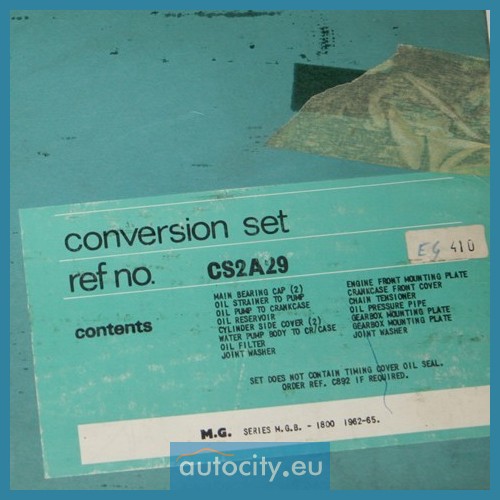 conversion set
EG 410
ref no. CS2A29
contents
MAIN BEARING CAP (2)
OIL STRAINER TO PUMP
OIL PUMP TO CRANKCASE
OIL RESERVOIR
CYLINDER SIDE COVER (2)
WATER PUMP BODY TO CR/CASE
OIL FILTER
JOINT WASHER
ENGINE FRONT MOUNTING PLATE
CRANKCASE FRONT COVER
CHAIN TENSIONER
OIL PRESSURE PIPE
GEARBOX MOUNTING PLATE
GEARBOX MOUNTING PLATE
JOINT WASHER
SET DOES NOT CONTAIN TIMING COVER OIL SEAL.
ORDER REF. C892 IF REQUIRED.
M.G. SERIES M.G.B. - 1800 1962-65.
autocity.eu